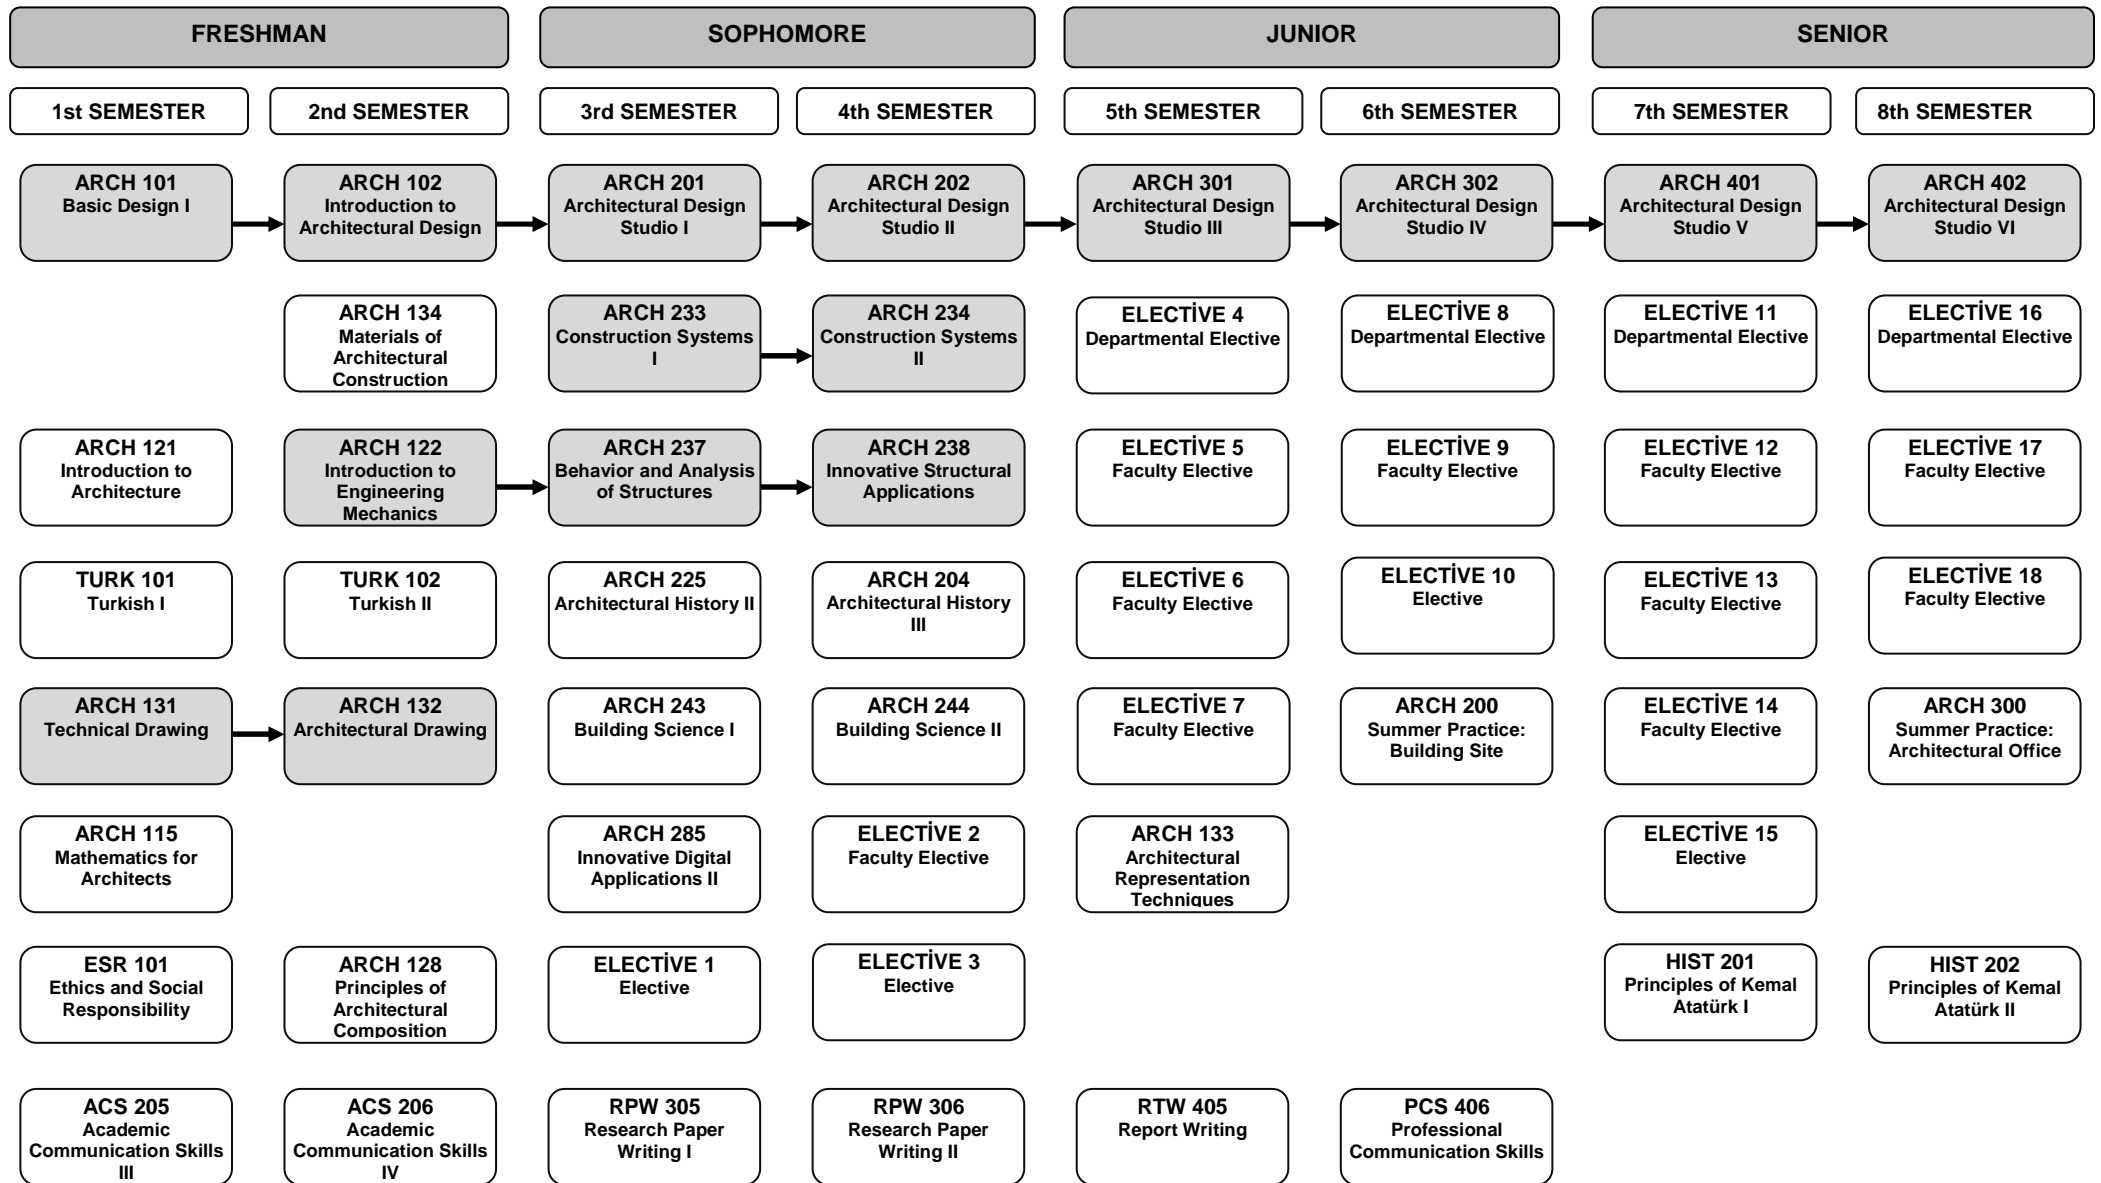 FRESHMAN
SOPHOMORE
JUNIOR
SENIOR
1st SEMESTER
2nd SEMESTER
3rd SEMESTER
4th SEMESTER
5th SEMESTER
6th SEMESTER
7th SEMESTER
8th SEMESTER
ARCH 101
Basic Design I
ARCH 102
Introduction to
Architectural Design
ARCH 201
Architectural Design
Studio I
ARCH 202
Architectural Design
Studio II
ARCH 301
Architectural Design
Studio III
ARCH 302
Architectural Design
Studio IV
ARCH 401
Architectural Design
Studio V
ARCH 402
Architectural Design
Studio VI
ARCH 134
Materials of
Architectural
Construction
ARCH 233
Construction Systems
I
ARCH 234
Construction Systems
II
ELECTİVE 4
Departmental Elective
ELECTİVE 8
Departmental Elective
ELECTİVE 11
Departmental Elective
ELECTİVE 16
Departmental Elective
ARCH 121
Introduction to
Architecture
ARCH 122
Introduction to
Engineering
Mechanics
ARCH 237
Behavior and Analysis
of Structures
ARCH 238
Innovative Structural
Applications
ELECTİVE 5
Faculty Elective
ELECTİVE 9
Faculty Elective
ELECTİVE 12
Faculty Elective
ELECTİVE 17
Faculty Elective
TURK 101
Turkish I
TURK 102
Turkish II
ARCH 225
Architectural History II
ARCH 204
Architectural History
III
ELECTİVE 6
Faculty Elective
ELECTİVE 10
Elective
ELECTİVE 13
Faculty Elective
ELECTİVE 18
Faculty Elective
ARCH 131
Technical Drawing
ARCH 132
Architectural Drawing
ARCH 243
Building Science I
ARCH 244
Building Science II
ELECTİVE 7
Faculty Elective
ARCH 200
Summer Practice:
Building Site
ELECTİVE 14
Faculty Elective
ARCH 300
Summer Practice:
Architectural Office
ARCH 115
Mathematics for
Architects
ARCH 285
Innovative Digital
Applications II
ELECTİVE 2
Faculty Elective
ARCH 133
Architectural
Representation
Techniques
ELECTİVE 15
Elective
ESR 101
Ethics and Social
Responsibility
ARCH 128
Principles of
Architectural
Composition
ELECTİVE 1
Elective
ELECTİVE 3
Elective
HIST 201
Principles of Kemal
Atatürk I
HIST 202
Principles of Kemal
Atatürk II
ACS 205
Academic
Communication Skills
III
ACS 206
Academic
Communication Skills
IV
RPW 305
Research Paper
Writing I
RPW 306
Research Paper
Writing II
RTW 405
Report Writing
PCS 406
Professional
Communication Skills